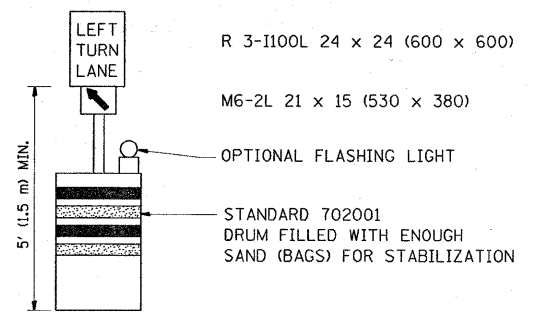 LEFT
TURN
LANE
R 3-I100L 24 x 24 (600 x 600)
M6-2L 21 x 15 (530 x 380)
OPTIONAL FLASHING LIGHT
5' (1.5 m) MIN.
STANDARD 702001
DRUM FILLED WITH ENOUGH
SAND (BAGS) FOR STABILIZATION